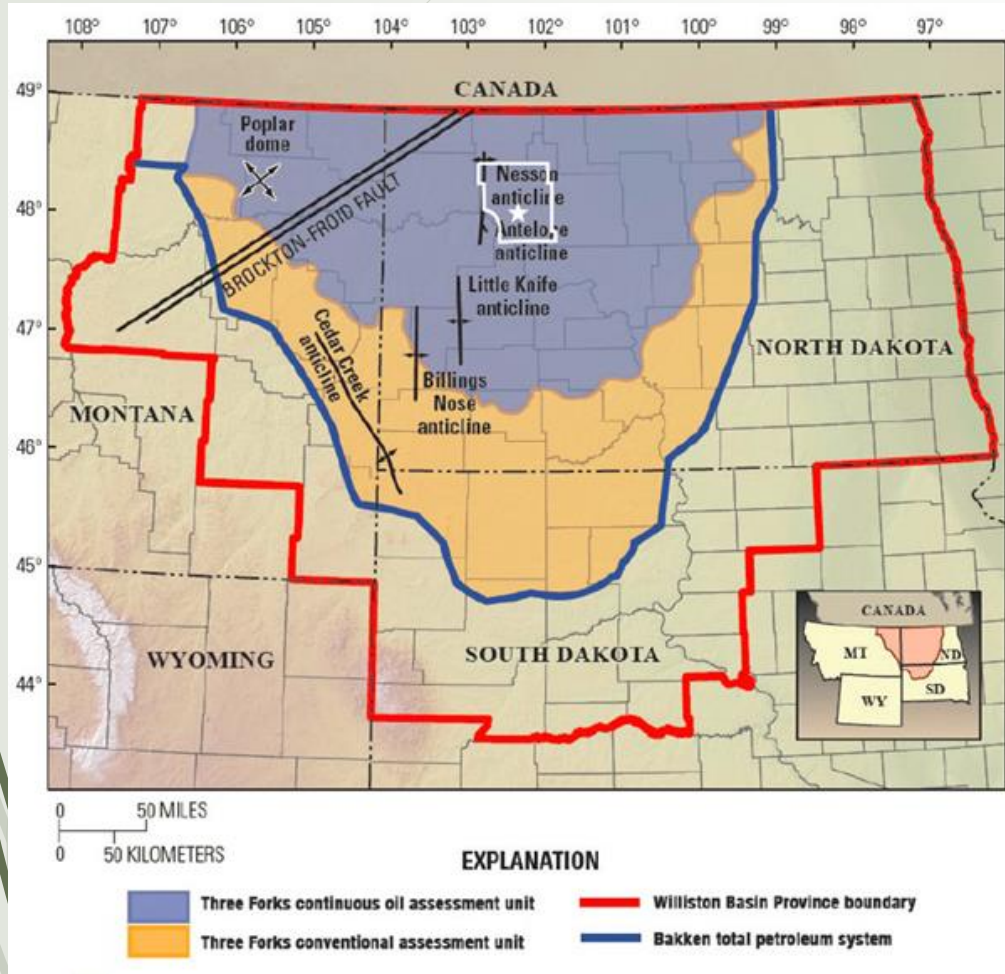 108° 107° 106° 105° 104° 103° 102° 101° 100° 99° 98° 97°
49°
48°
47°
46°
45°
44°
CANADA
Poplar
dome
BROCKTON-FROID FAULT
Nesson
anticline
Antelope
anticline
Little Knife
anticline
Cedar Creek
anticline
Billings
Nose
anticline
MONTANA
NORTH DAKOTA
WYOMING
SOUTH DAKOTA
CANADA
MT
ND
SD
WY
0 50 MILES
0 50 KILOMETERS
EXPLANATION
Three Forks continuous oil assessment unit
Williston Basin Province boundary
Three Forks conventional assessment unit
Bakken total petroleum system